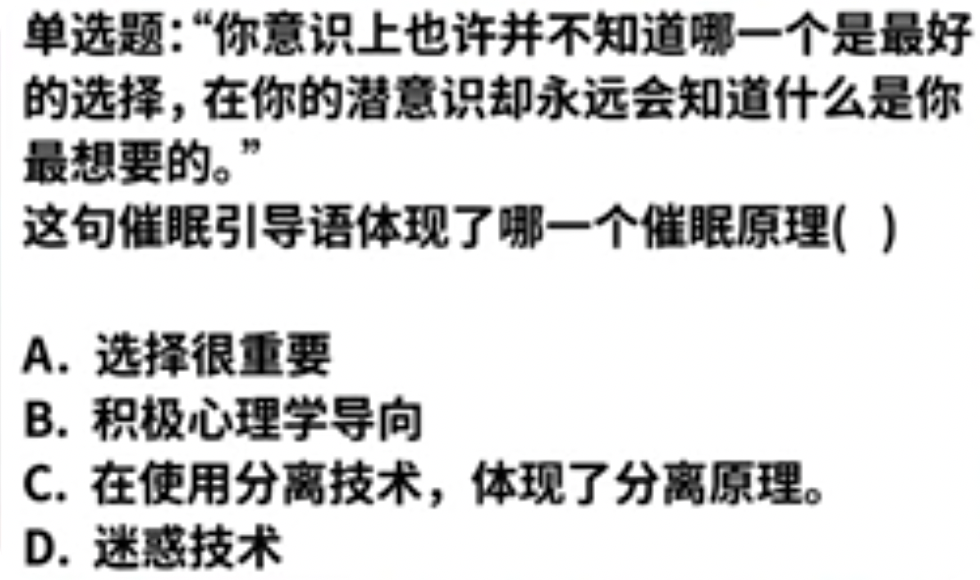 单选题：“你意识上也许并不知道哪一个是最好
的选择，在你的潜意识却永远会知道什么是你
最想要的。”
这句催眠引导语体现了哪一个催眠原理( )
A. 选择很重要
B. 积极心理学导向
C. 在使用分离技术，体现了分离原理。
D. 迷惑技术